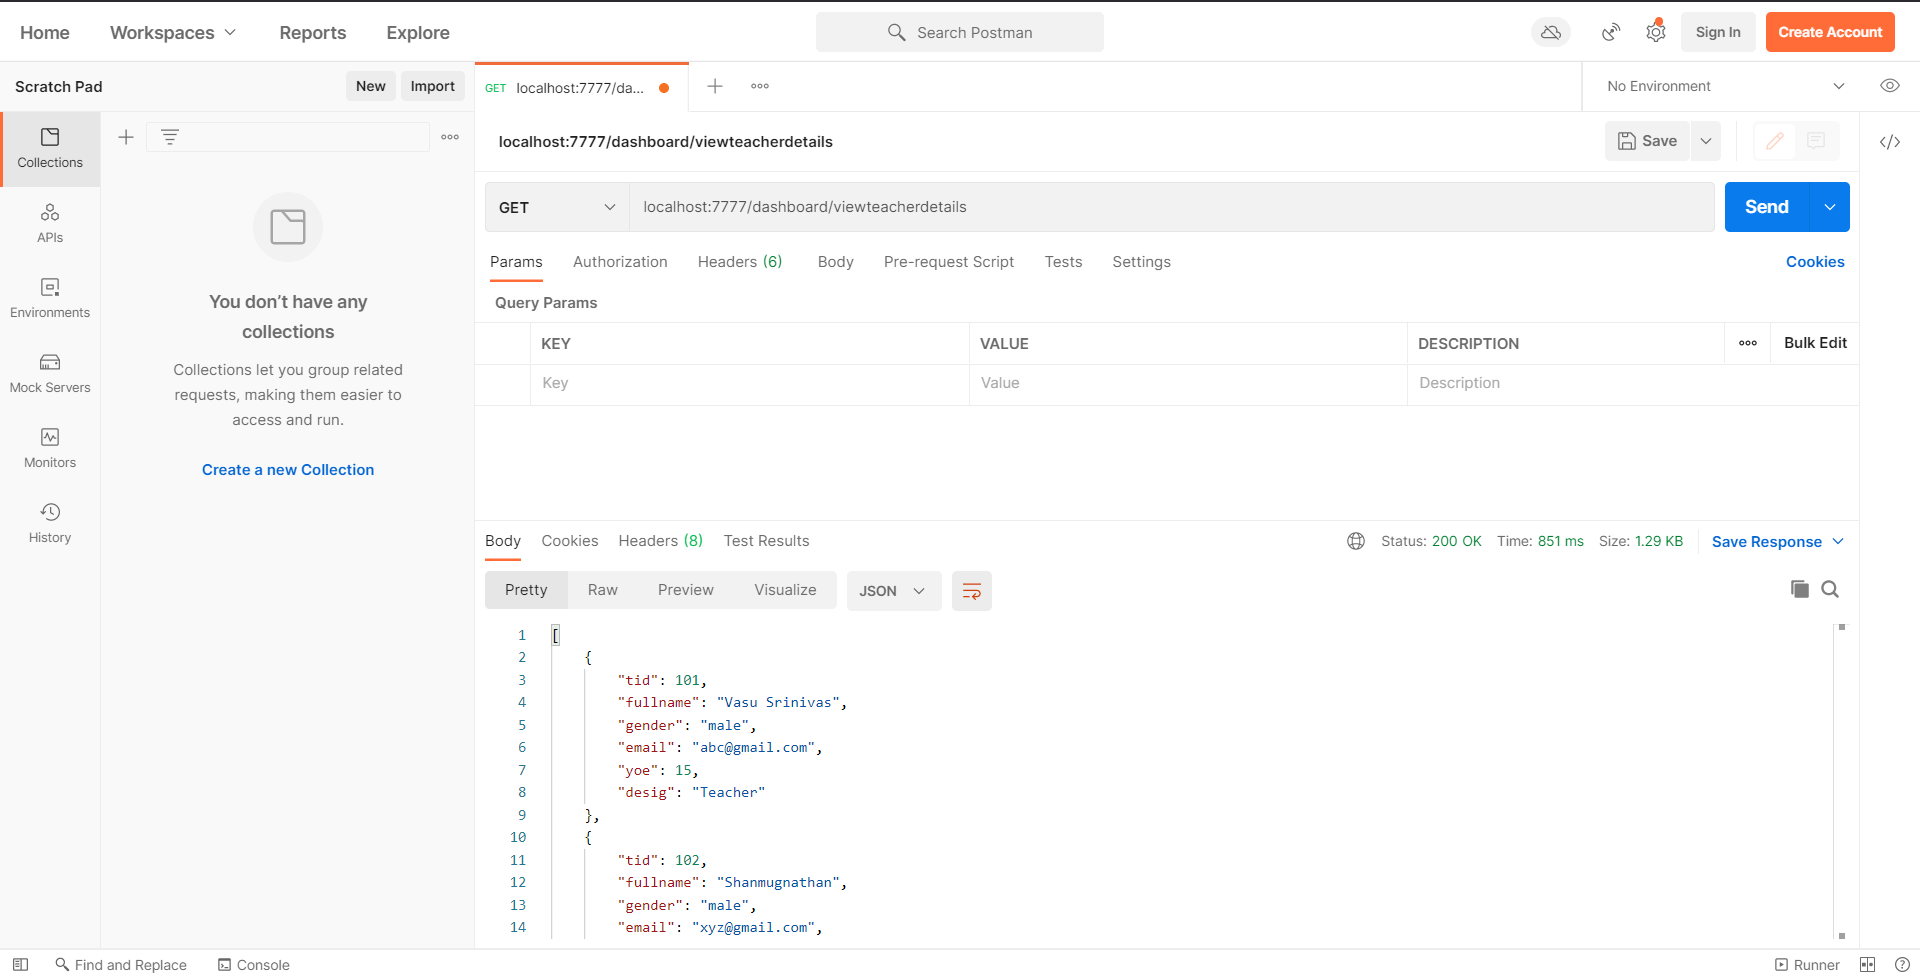 Home Workspaces Reports Explore Search Postman Sign In Create Account
Scratch Pad New Import GET localhost:7777/da... No Environment
Collections
APIs
Environments
Mock Servers
Monitors
History
You don’t have any
collections
Collections let you group related
requests, making them easier to
access and run.
Create a new Collection
localhost:7777/dashboard/viewteacherdetails Save
GET localhost:7777/dashboard/viewteacherdetails Send
Params Authorization Headers (6) Body Pre-request Script Tests Settings Cookies
Query Params
KEY VALUE DESCRIPTION ooo Bulk Edit
Key Value Description
Body Cookies Headers (8) Test Results Status: 200 OK Time: 851 ms Size: 1.29 KB Save Response
Pretty Raw Preview Visualize JSON
1 [
2 {
3 "tid": 101,
4 "fullname": "Vasu Srinivas",
5 "gender": "male",
6 "email": "abc@gmail.com",
7 "yoe": 15,
8 "desig": "Teacher"
9 },
10 {
11 "tid": 102,
12 "fullname": "Shanmugnathan",
13 "gender": "male",
14 "email": "xyz@gmail.com",
Find and Replace Console Runner